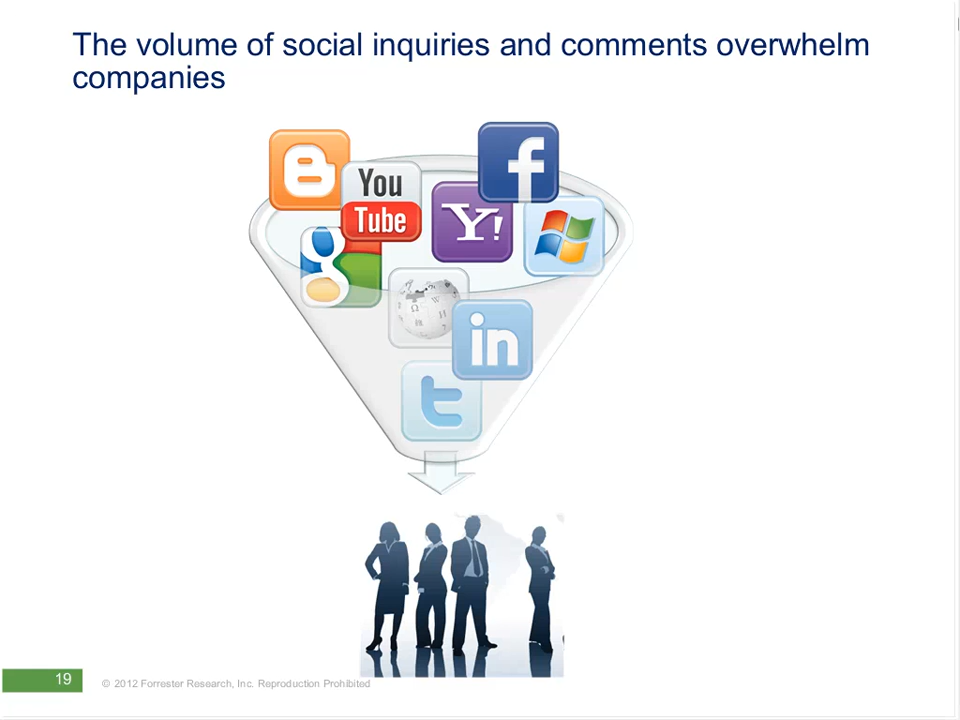 The volume of social inquiries and comments overwhelm
companies
You
Tube
Y!
f
in
t
19
© 2012 Forrester Research, Inc. Reproduction Prohibited